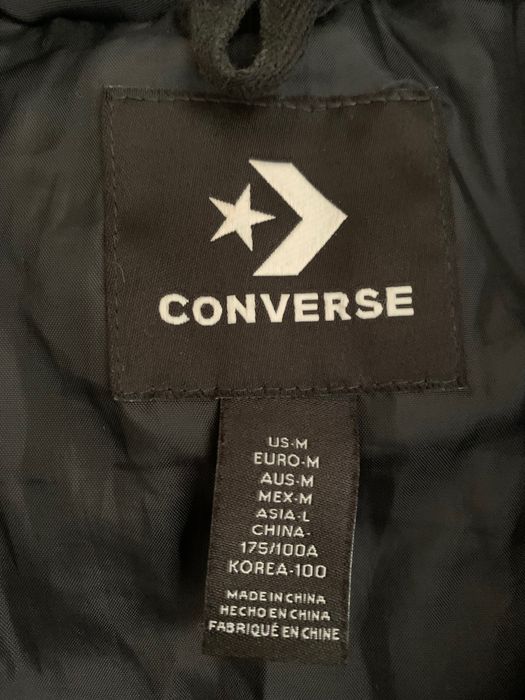 CONVERSE
US-M
EURO-M
AUS-M
MEX-M
ASIA-L
CHINA-
175/100A
KOREA-100
MADE IN CHINA
HECHO EN CHINA
FABRIQUÉ EN CHINE